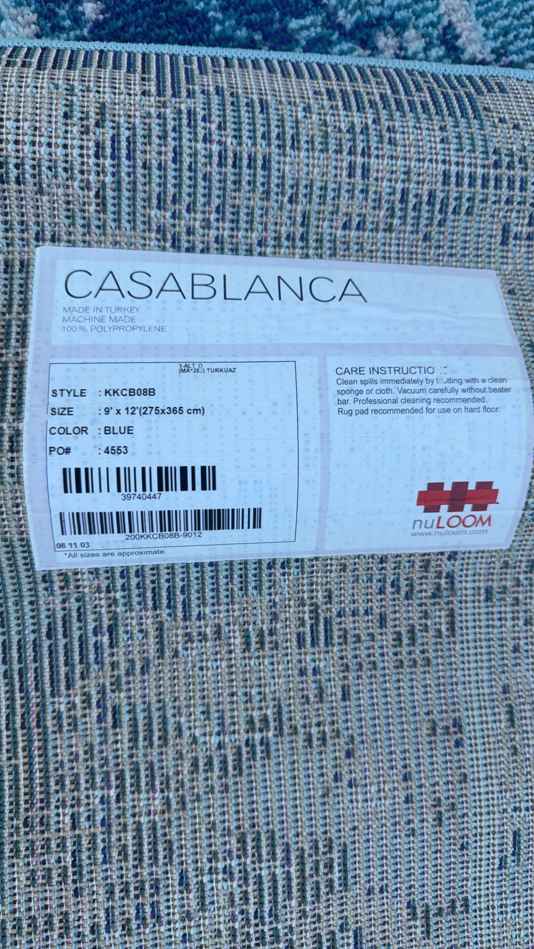 CASABLANCA
MADE IN TURKEY
MACHINE MADE
100% POLYPROPYLENE
TURKUAZ
STYLE : KKCB08B
SIZE : 9' x 12'(275x365 cm)
COLOR : BLUE
PO# : 4553
39740447
200KKCB08B-9012
06.11.03
*All sizes are approximate
CARE INSTRUCTIO
Clean spills immediately by blotting with a clean
sponge or cloth. Vacuum carefully without beater
bar. Professional cleaning recommended.
Rug pad recommended for use on hard floor.
nuLOOM
www.nuloom.com